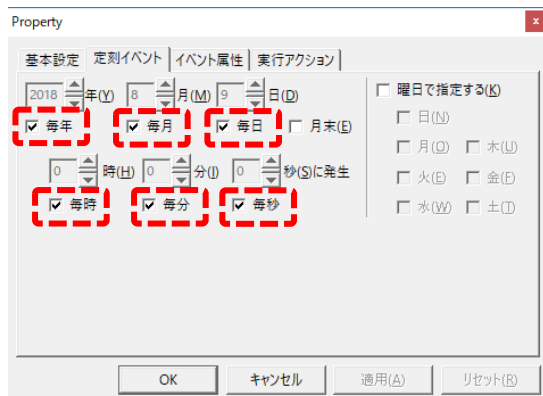 Property x
基本設定 定刻イベント イベント属性 実行アクション
2018 年(Y) 8 月(M) 9 日(D) 曜日で指定する(K)
毎年 毎月 毎日 月末(E) 日(N)
月(O) 木(U)
0 時(H) 0 分(I) 0 秒(S)に発生 火(E) 金(F)
毎時 毎分 毎秒 水(W) 土(T)
OK キャンセル 適用(A) リセット(R)